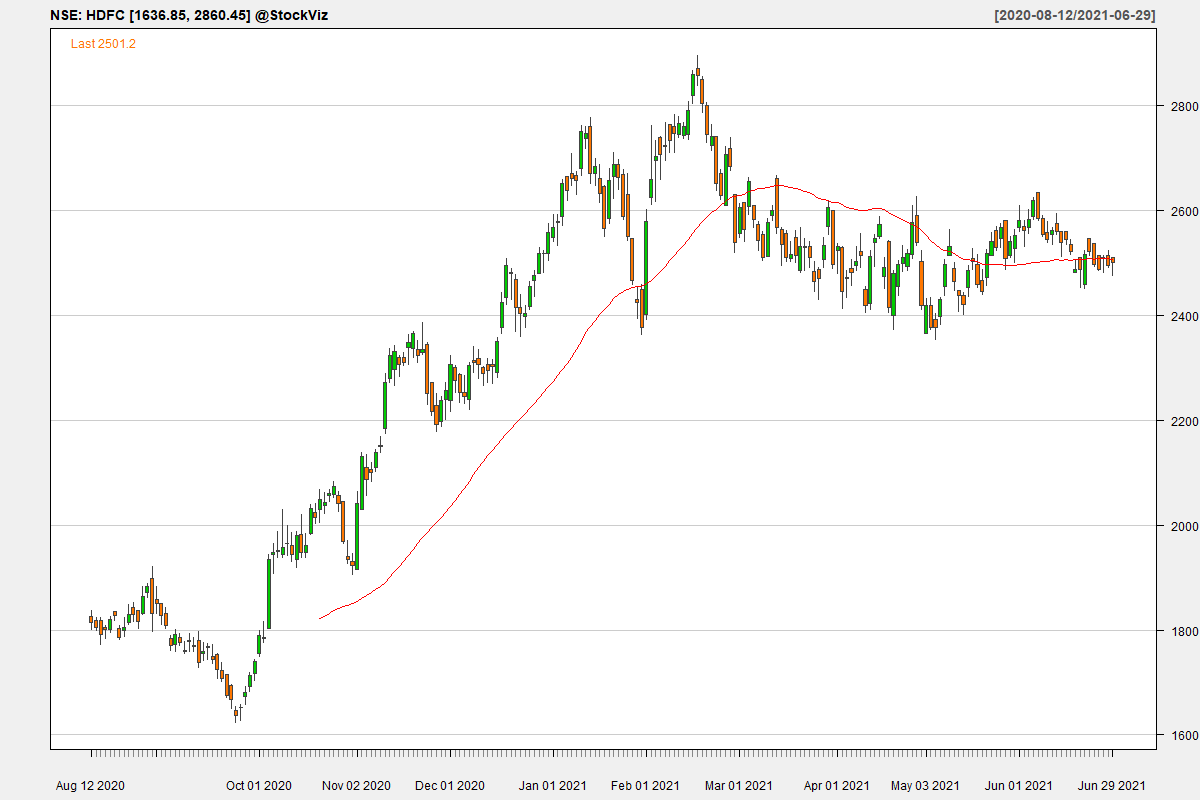 NSE: HDFC [1636.85, 2860.45] @StockViz
[2020-08-12/2021-06-29]
Last 2501.2
2800
2600
2400
2200
2000
1800
1600
Aug 12 2020
Oct 01 2020
Nov 02 2020
Dec 01 2020
Jan 01 2021
Feb 01 2021
Mar 01 2021
Apr 01 2021
May 03 2021
Jun 01 2021
Jun 29 2021